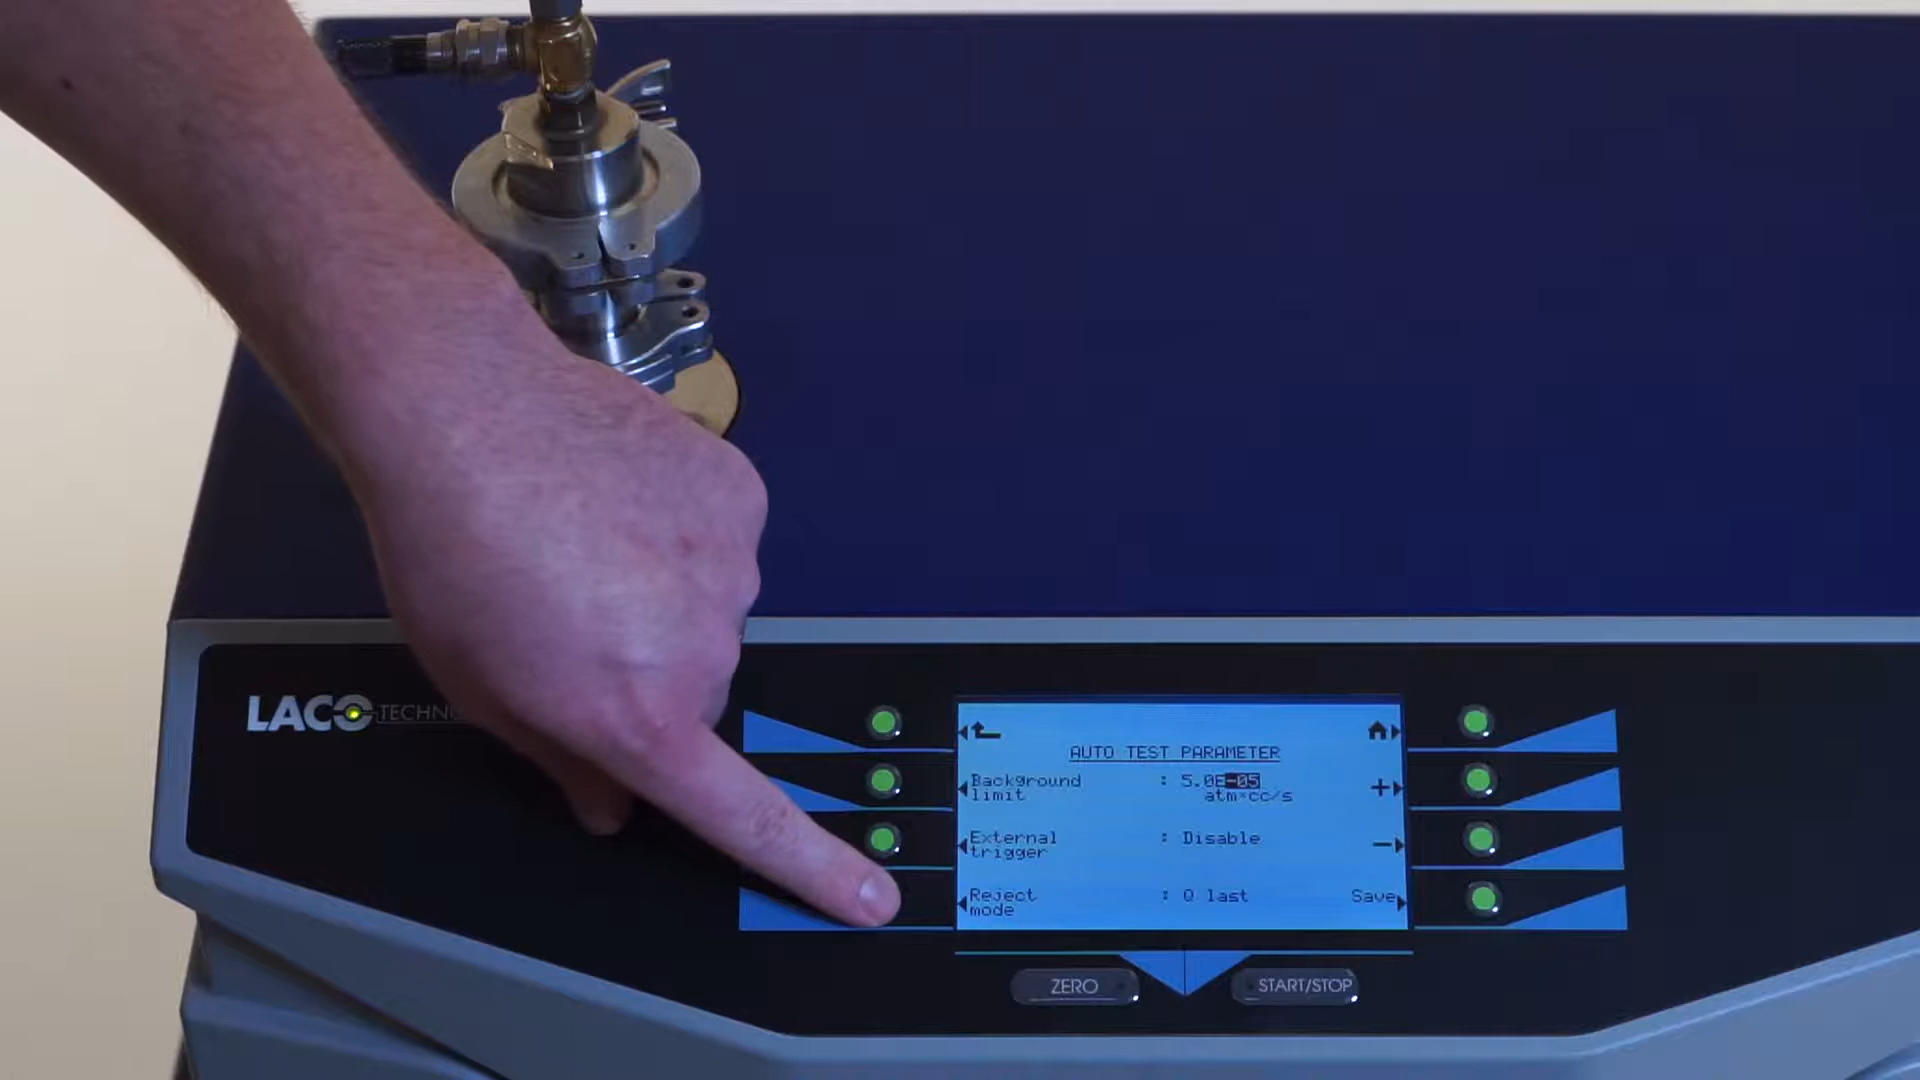 LACO TECHNO
AUTO TEST PARAMETER
Background : 5.0E-05 +
limit atm*cc/s
External : Disable
trigger −
Reject : Q last Save
mode
ZERO START/STOP